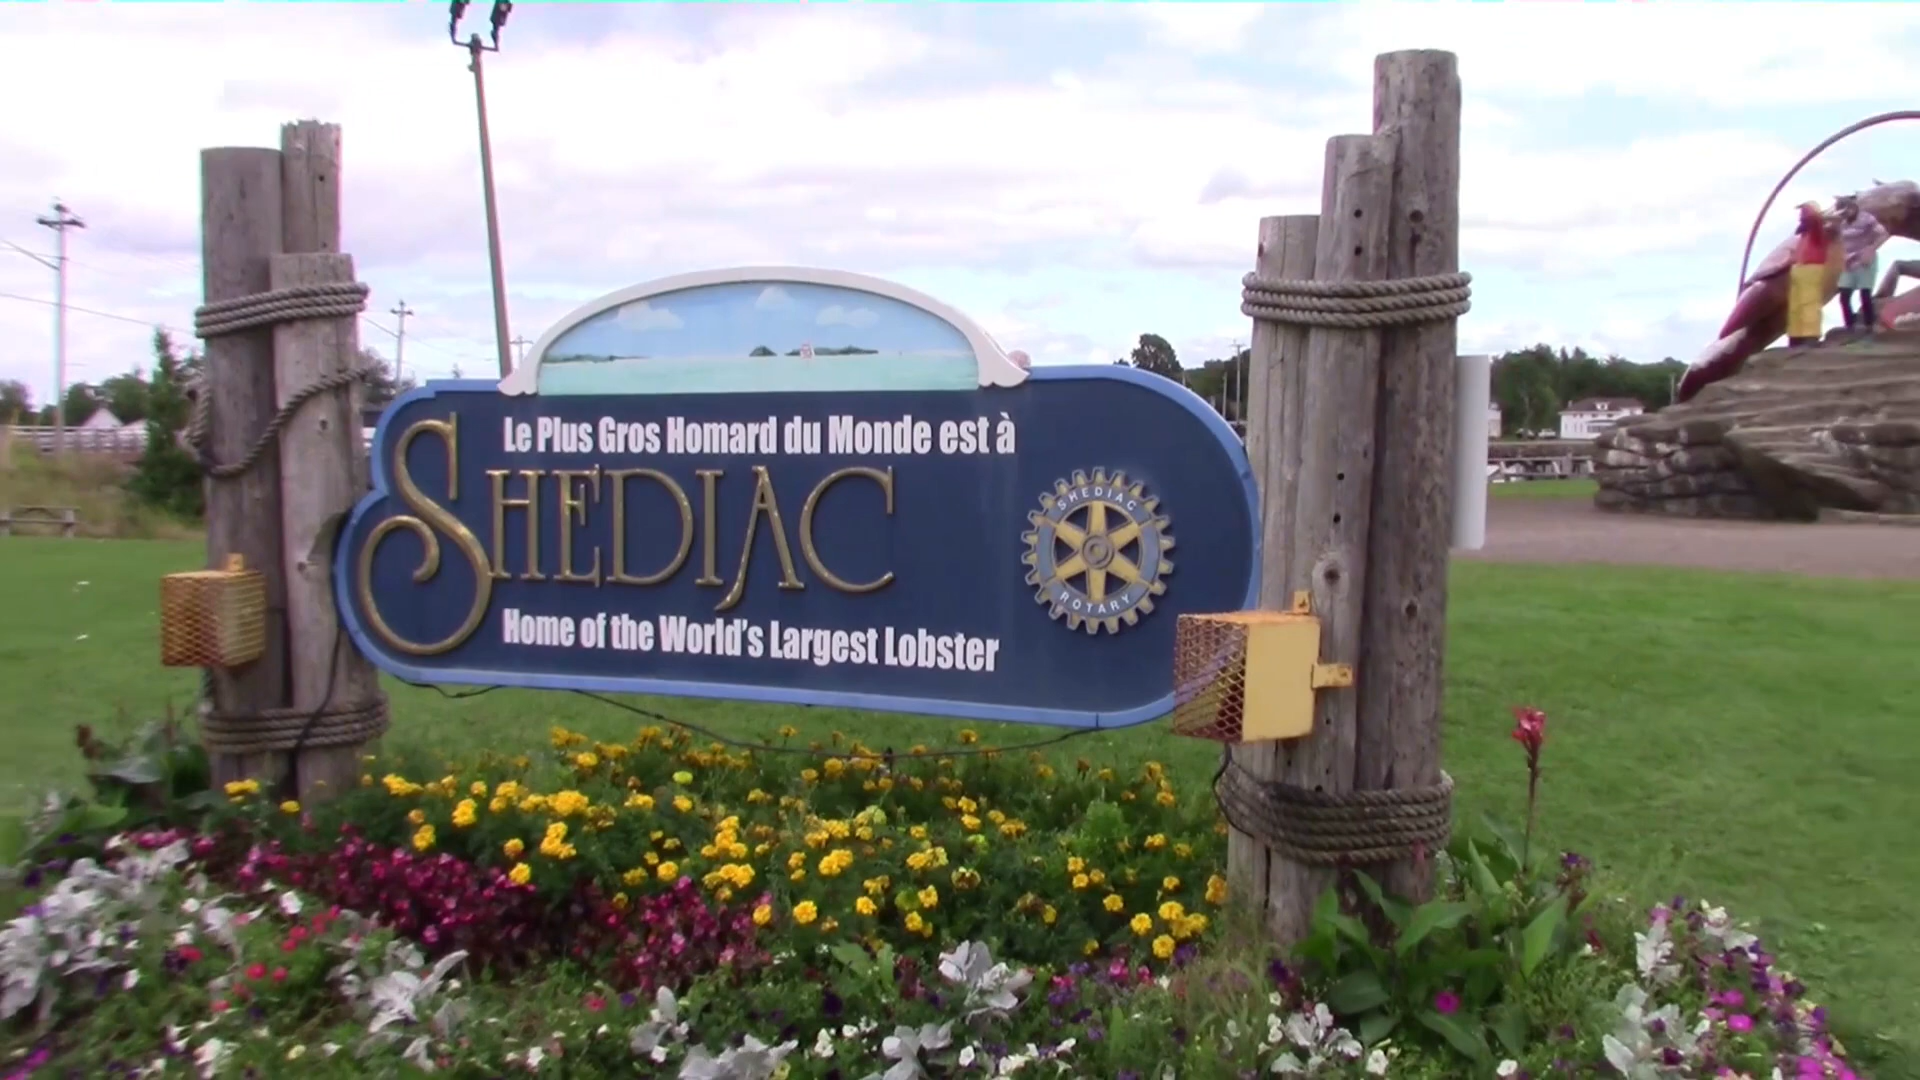 Le Plus Gros Homard du Monde est à
SHEDIAC
Home of the World's Largest Lobster
SHEDIAC
ROTARY